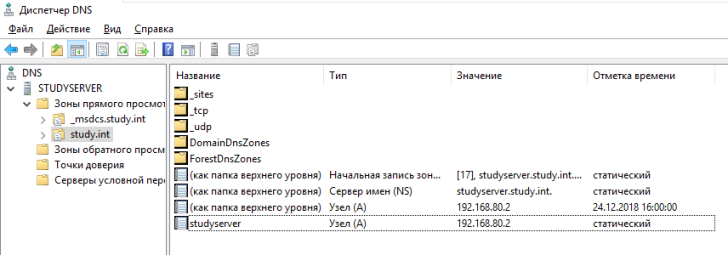 Диспетчер DNS
Файл Действие Вид Справка
DNS
STUDYSERVER
Зоны прямого просмот
_msdcs.study.int
study.int
Зоны обратного просм
Точки доверия
Серверы условной пер
Название Тип Значение Отметка времени
_sites
_tcp
_udp
DomainDnsZones
ForestDnsZones
(как папка верхнего уровня) Начальная запись зон... [17], studyserver.study.int.... статический
(как папка верхнего уровня) Сервер имен (NS) studyserver.study.int. статический
(как папка верхнего уровня) Узел (A) 192.168.80.2 24.12.2018 16:00:00
studyserver Узел (A) 192.168.80.2 статический